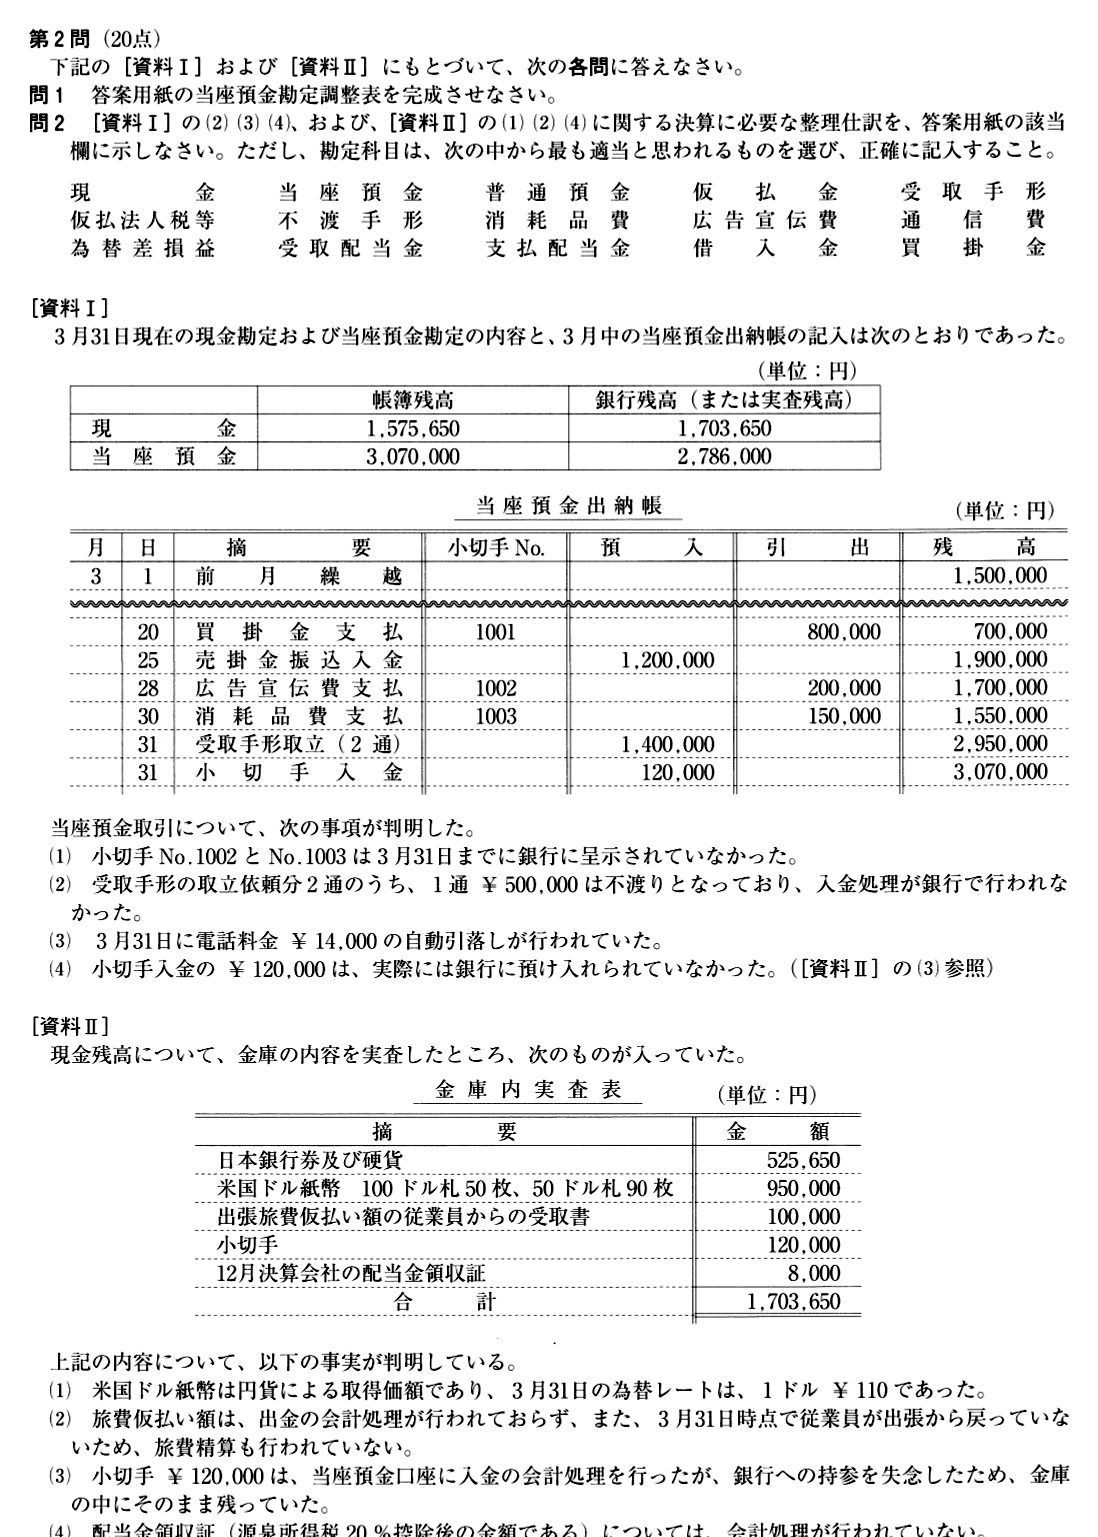 第2問（20点）
下記の［資料Ⅰ］および［資料Ⅱ］にもとづいて、次の各問に答えなさい。
問1 答案用紙の当座預金勘定調整表を完成させなさい。
問2 ［資料Ⅰ］の⑵⑶⑷、および、［資料Ⅱ］の⑴⑵⑷に関する決算に必要な整理仕訳を、答案用紙の該当
欄に示しなさい。ただし、勘定科目は、次の中から最も適当と思われるものを選び、正確に記入すること。
現金 当座預金 普通預金 仮払金 受取手形
仮払法人税等 不渡手形 消耗品費 広告宣伝費 通信費
為替差損益 受取配当金 支払配当金 借入金 買掛金
［資料Ⅰ］
3月31日現在の現金勘定および当座預金勘定の内容と、3月中の当座預金出納帳の記入は次のとおりであった。
（単位：円）
帳簿残高 銀行残高（または実査残高）
現金 1,575,650 1,703,650
当座預金 3,070,000 2,786,000
当座預金出納帳 （単位：円）
月 日 摘要 小切手No. 預入 引出 残高
3 1 前月繰越 1,500,000
20 買掛金支払 1001 800,000 700,000
25 売掛金振込入金 1,200,000 1,900,000
28 広告宣伝費支払 1002 200,000 1,700,000
30 消耗品費支払 1003 150,000 1,550,000
31 受取手形取立（2通） 1,400,000 2,950,000
31 小切手入金 120,000 3,070,000
当座預金取引について、次の事項が判明した。
⑴ 小切手No.1002とNo.1003は3月31日までに銀行に呈示されていなかった。
⑵ 受取手形の取立依頼分2通のうち、1通 ￥500,000は不渡りとなっており、入金処理が銀行で行われな
かった。
⑶ 3月31日に電話料金 ￥14,000の自動引落しが行われていた。
⑷ 小切手入金の ￥120,000は、実際には銀行に預け入れられていなかった。（［資料Ⅱ］の⑶参照）
［資料Ⅱ］
現金残高について、金庫の内容を実査したところ、次のものが入っていた。
金庫内実査表 （単位：円）
摘要 金額
日本銀行券及び硬貨 525,650
米国ドル紙幣 100ドル札50枚、50ドル札90枚 950,000
出張旅費仮払い額の従業員からの受取書 100,000
小切手 120,000
12月決算会社の配当金領収証 8,000
合計 1,703,650
上記の内容について、以下の事実が判明している。
⑴ 米国ドル紙幣は円貨による取得価額であり、3月31日の為替レートは、1ドル ￥110であった。
⑵ 旅費仮払い額は、出金の会計処理が行われておらず、また、3月31日時点で従業員が出張から戻っていな
いため、旅費精算も行われていない。
⑶ 小切手 ￥120,000は、当座預金口座に入金の会計処理を行ったが、銀行への持参を失念したため、金庫
の中にそのまま残っていた。
⑷ 配当金領収証（源泉所得税20％控除後の金額である）については、会計処理が行われていない。